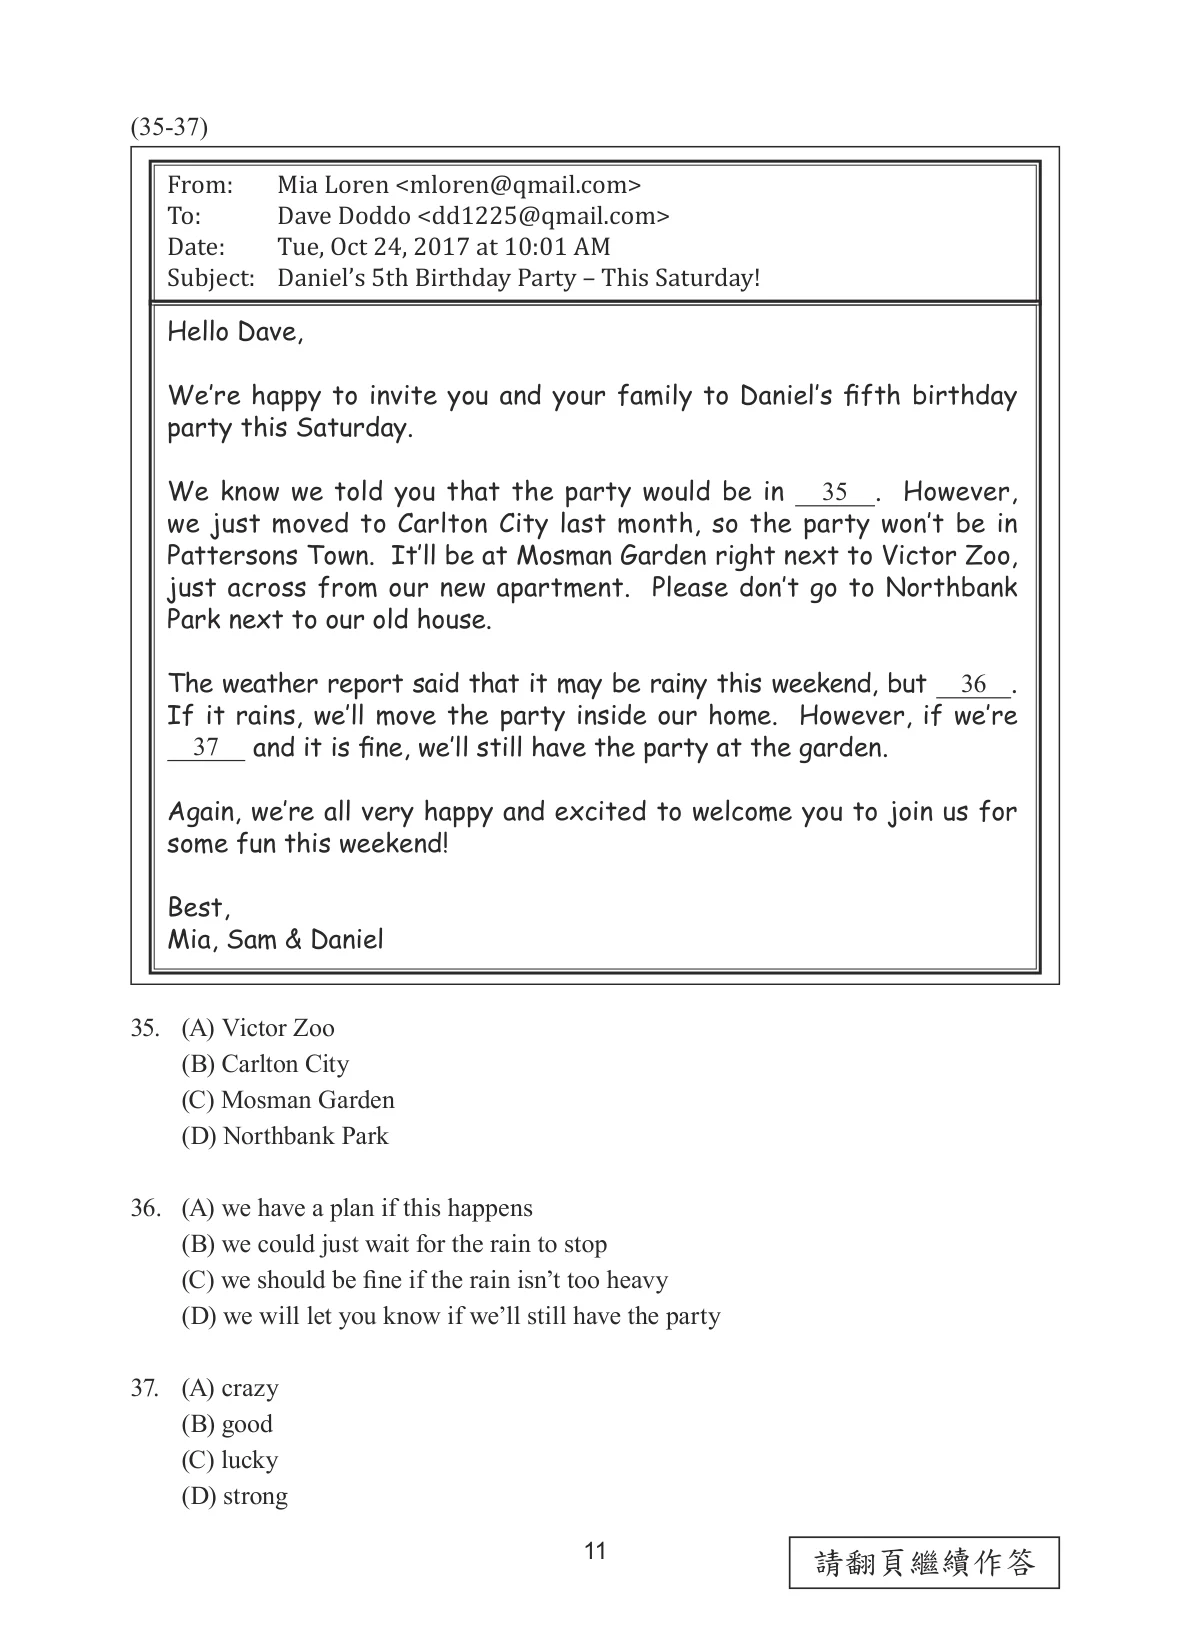 (35-37)
From: Mia Loren <mloren@qmail.com>
To: Dave Doddo <dd1225@qmail.com>
Date: Tue, Oct 24, 2017 at 10:01 AM
Subject: Daniel’s 5th Birthday Party – This Saturday!
Hello Dave,
We’re happy to invite you and your family to Daniel’s fifth birthday
party this Saturday.
We know we told you that the party would be in 35. However,
we just moved to Carlton City last month, so the party won’t be in
Pattersons Town. It’ll be at Mosman Garden right next to Victor Zoo,
just across from our new apartment. Please don’t go to Northbank
Park next to our old house.
The weather report said that it may be rainy this weekend, but 36.
If it rains, we’ll move the party inside our home. However, if we’re
37 and it is fine, we’ll still have the party at the garden.
Again, we’re all very happy and excited to welcome you to join us for
some fun this weekend!
Best,
Mia, Sam & Daniel
35. (A) Victor Zoo
(B) Carlton City
(C) Mosman Garden
(D) Northbank Park
36. (A) we have a plan if this happens
(B) we could just wait for the rain to stop
(C) we should be fine if the rain isn’t too heavy
(D) we will let you know if we’ll still have the party
37. (A) crazy
(B) good
(C) lucky
(D) strong
11
請翻頁繼續作答